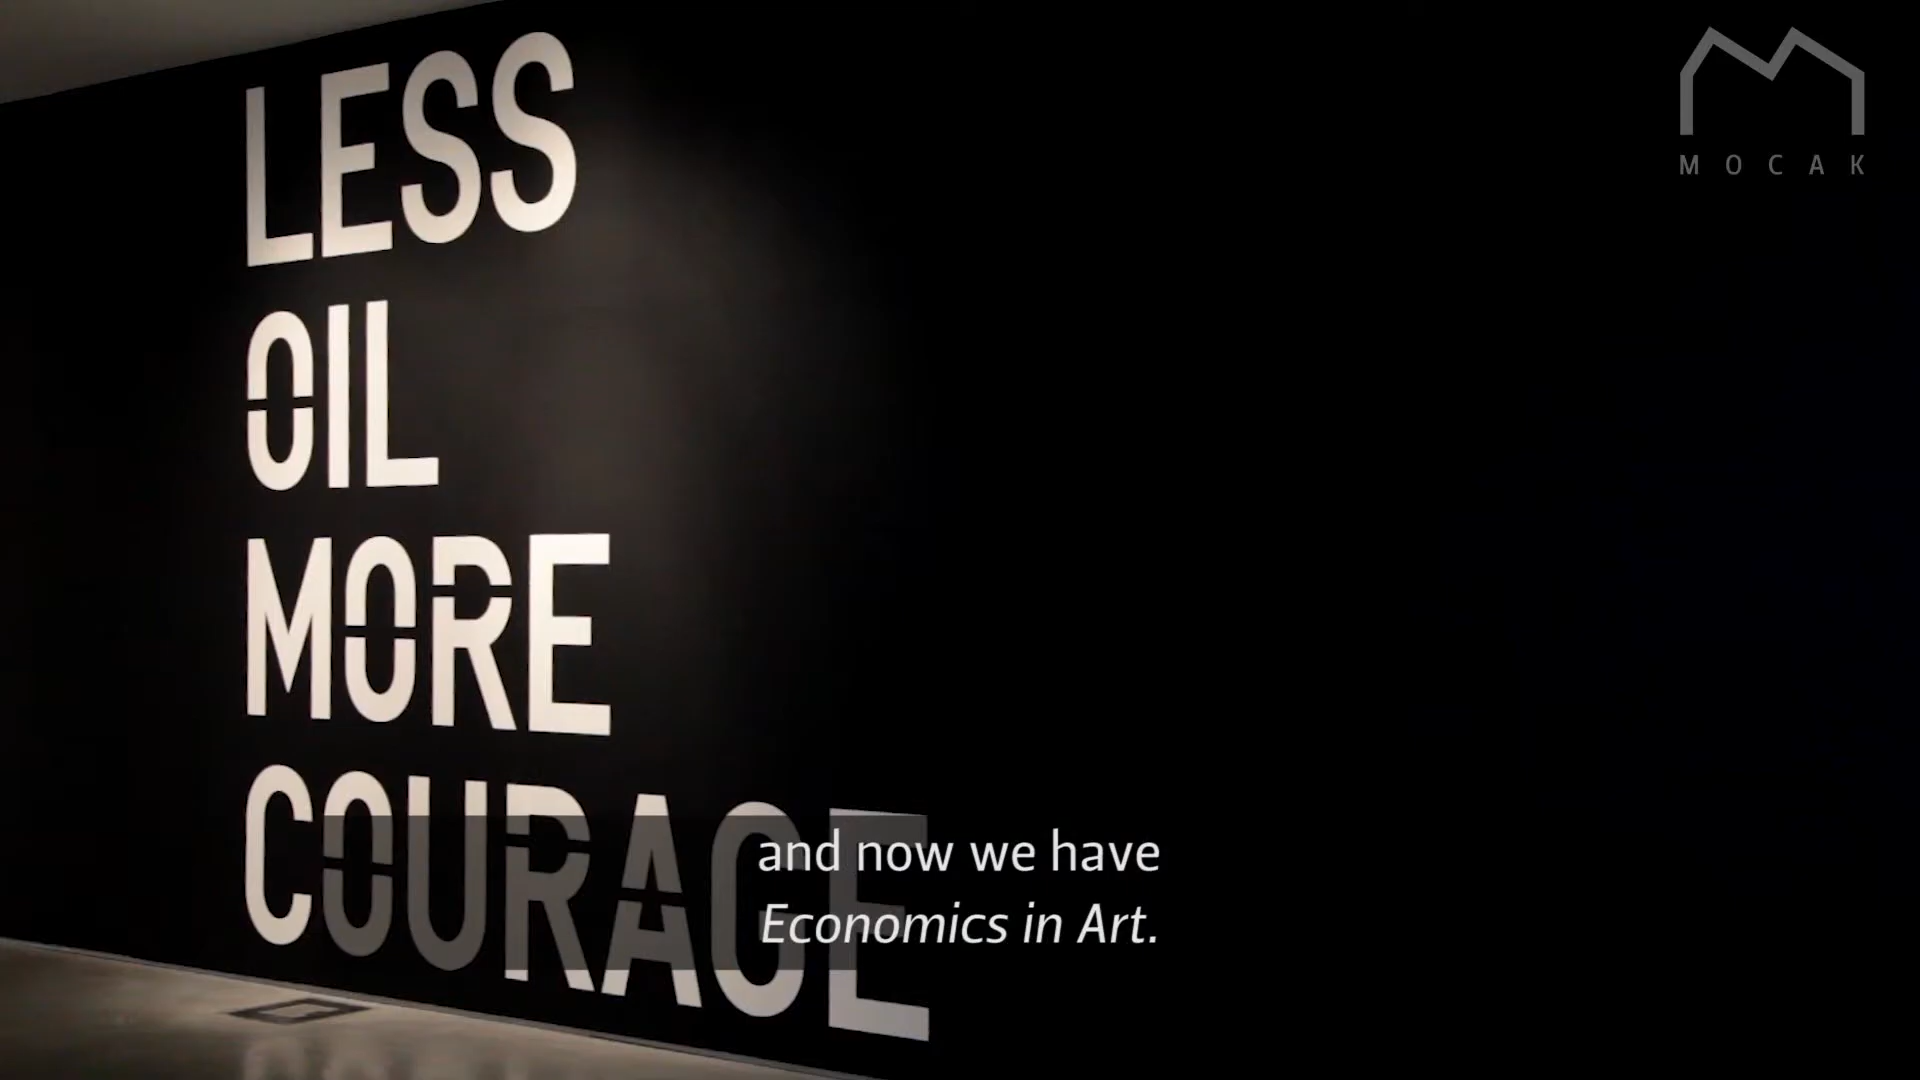 MOCAK
LESS
OIL
MORE
COURAGE
and now we have
Economics in Art.